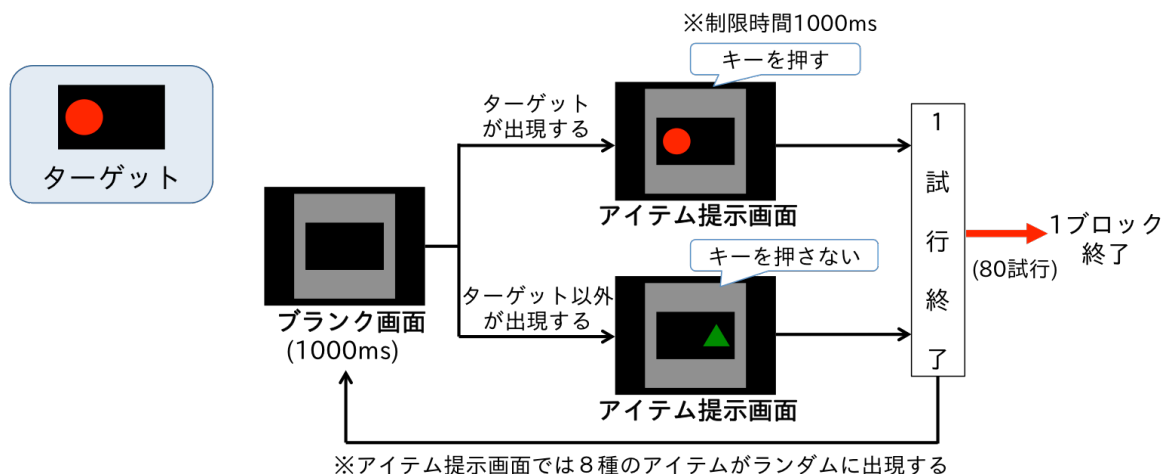 ※制限時間1000ms
キーを押す
ターゲット
ターゲット
が出現する
アイテム提示画面
ブランク画面
(1000ms)
ターゲット以外
が出現する
キーを押さない
アイテム提示画面
1
試
行
終
了
(80試行)
1ブロック
終了
※アイテム提示画面では８種のアイテムがランダムに出現する